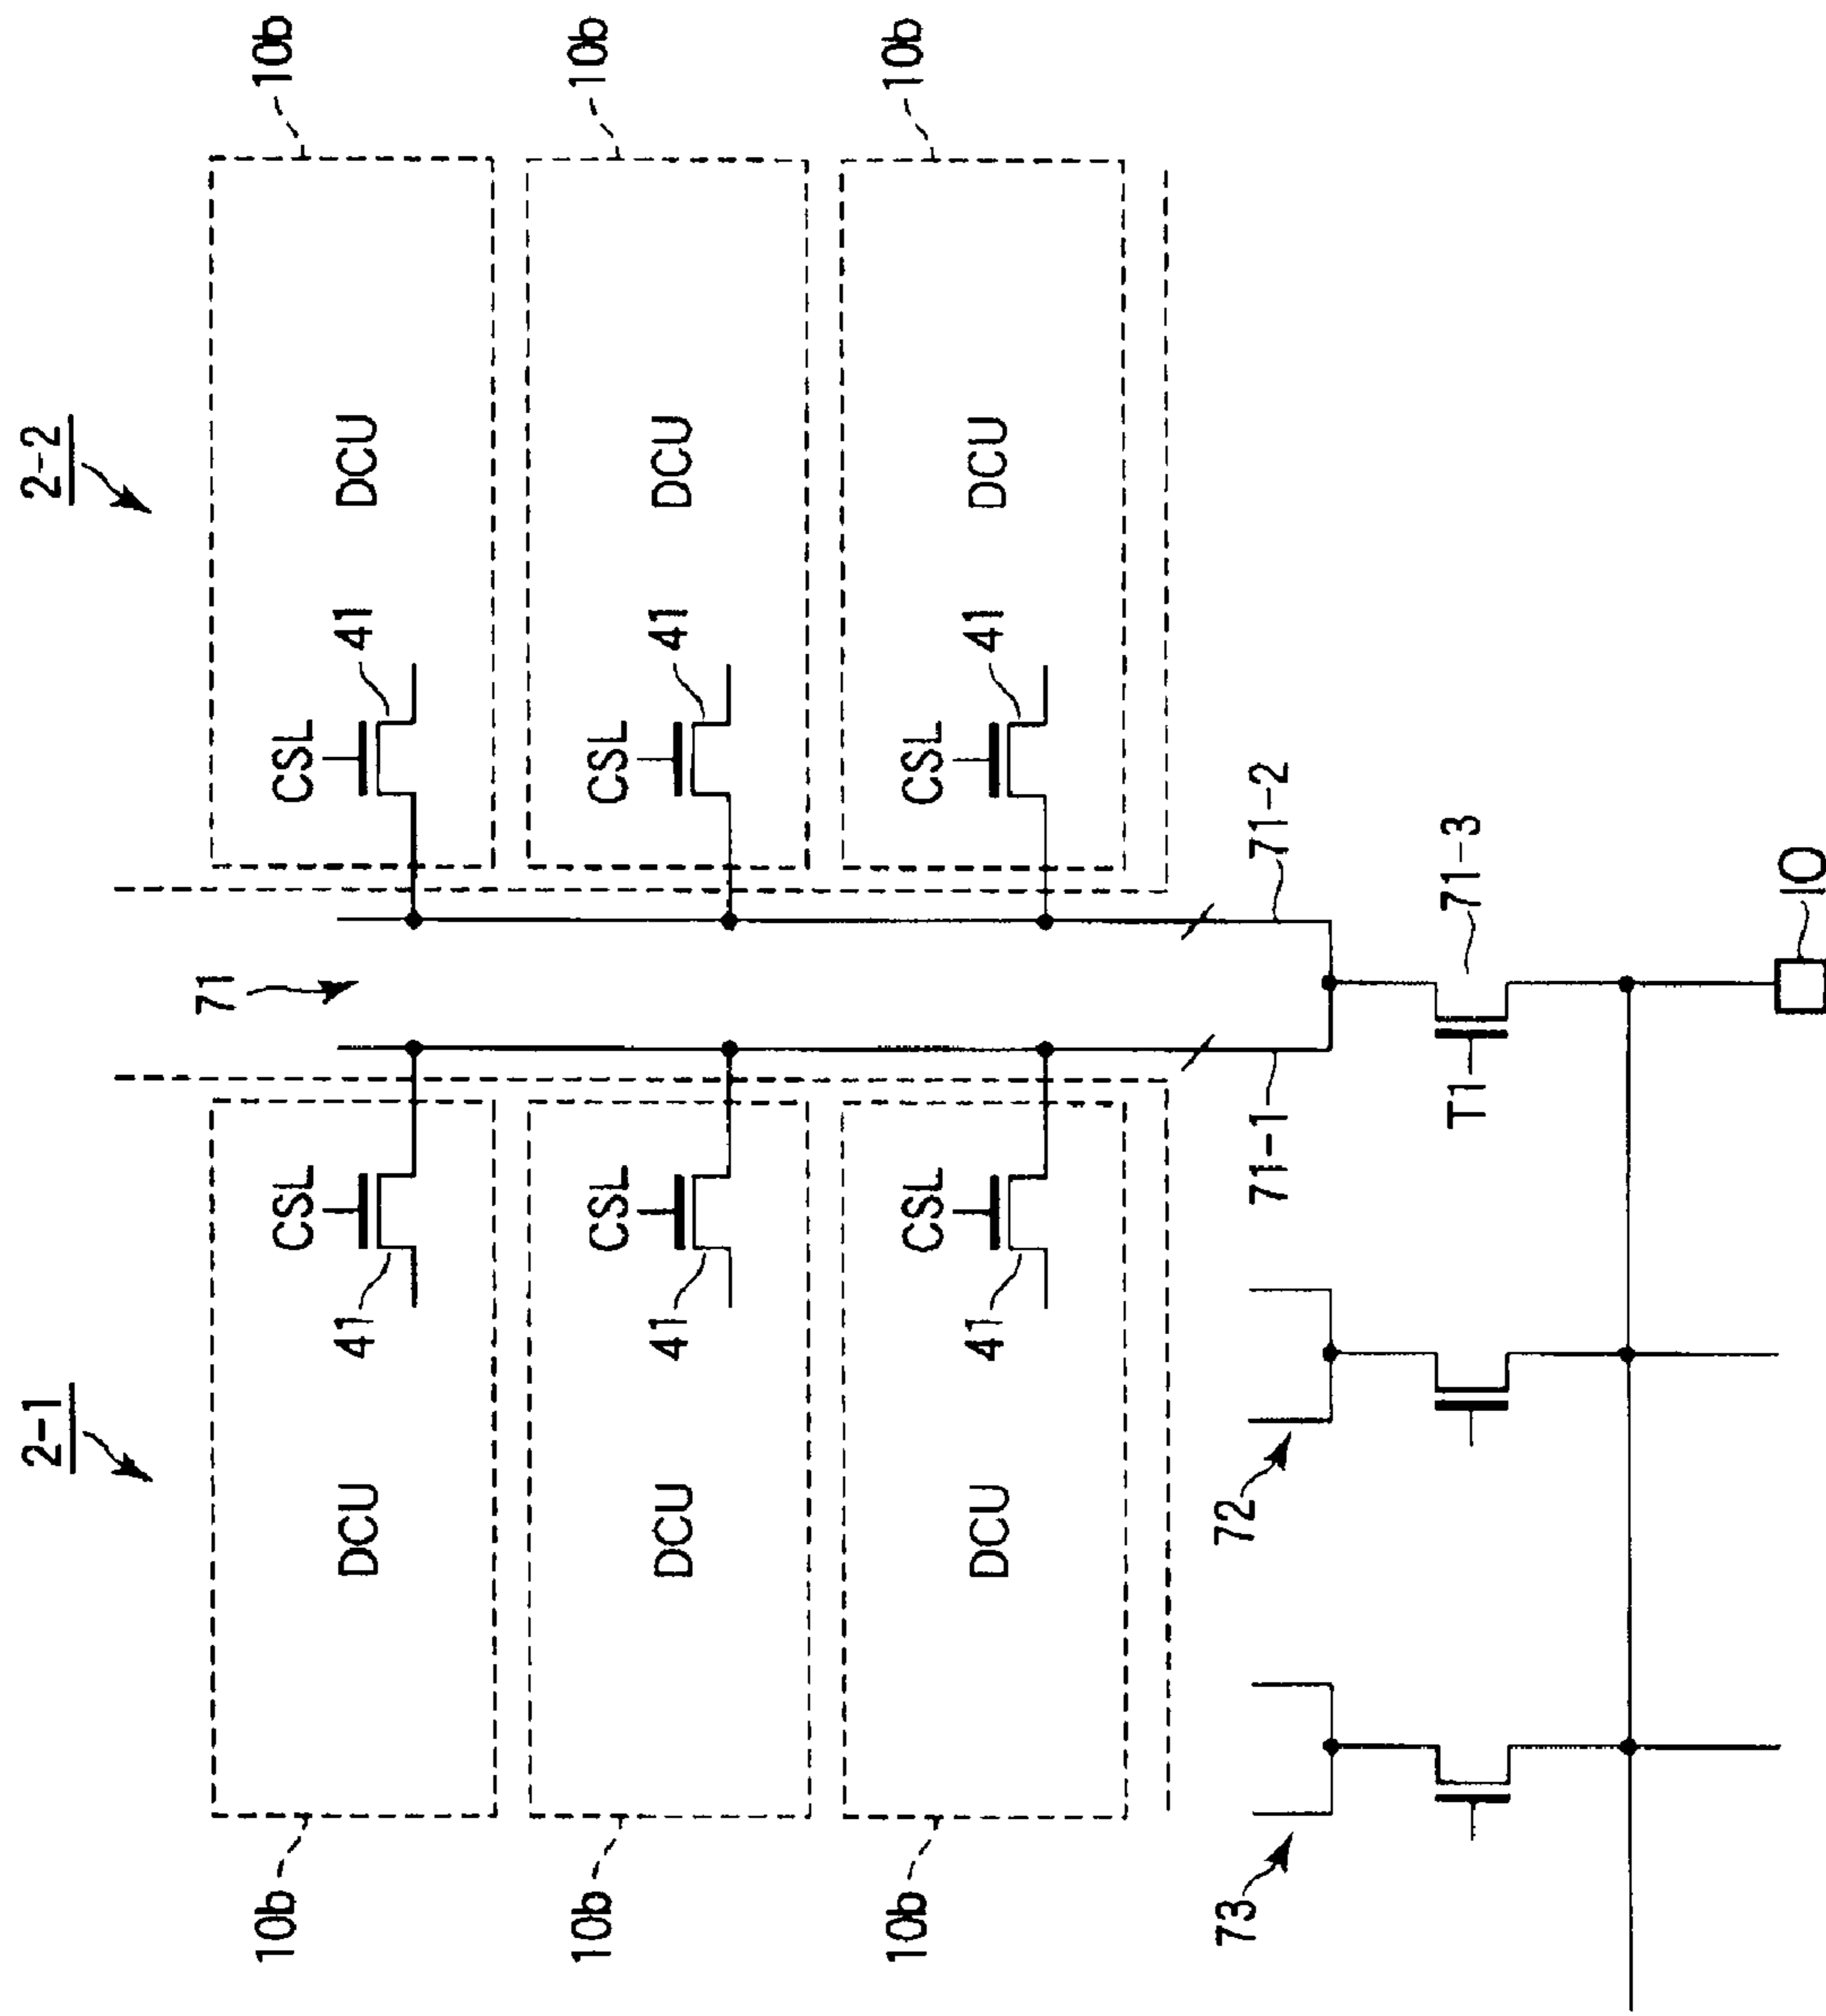 2-1 2-2
71
10b CSL CSL 10b
DCU 41 41 DCU
10b CSL CSL 10b
DCU 41 41 DCU
10b CSL CSL 10b
DCU 41 41 DCU
73 72 71-1 71-2
T1 71-3
IO